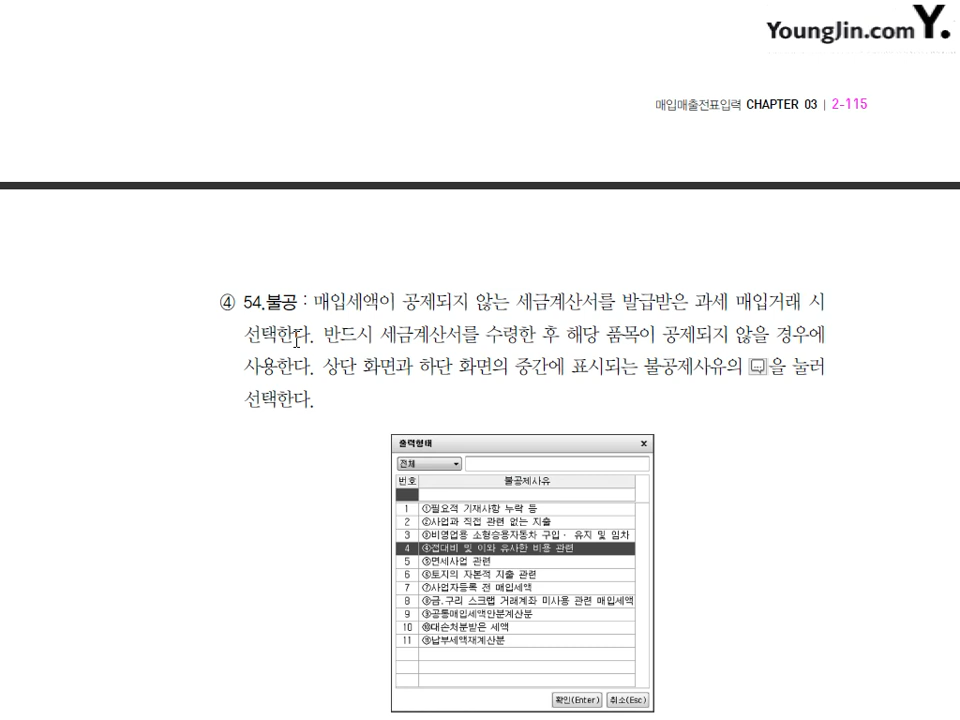 YoungJin.com Y.
매입매출전표입력 CHAPTER 03 | 2-115
④ 54.불공 : 매입세액이 공제되지 않는 세금계산서를 발급받은 과세 매입거래 시
선택한다. 반드시 세금계산서를 수령한 후 해당 품목이 공제되지 않을 경우에
사용한다. 상단 화면과 하단 화면의 중간에 표시되는 불공제사유의 을 눌러
선택한다.
출력형태 x
전체
번호 불공제사유
1 ①필요적 기재사항 누락 등
2 ②사업과 직접 관련 없는 지출
3 ③비영업용 소형승용자동차 구입· 유지 및 임차
4 ④접대비 및 이와 유사한 비용 관련
5 ⑤면세사업 관련
6 ⑥토지의 자본적 지출 관련
7 ⑦사업자등록 전 매입세액
8 ⑧금.구리 스크랩 거래계좌 미사용 관련 매입세액
9 ⑨공통매입세액안분계산분
10 ⑩대손처분받은 세액
11 ⑪납부세액재계산분
확인(Enter) 취소(Esc)